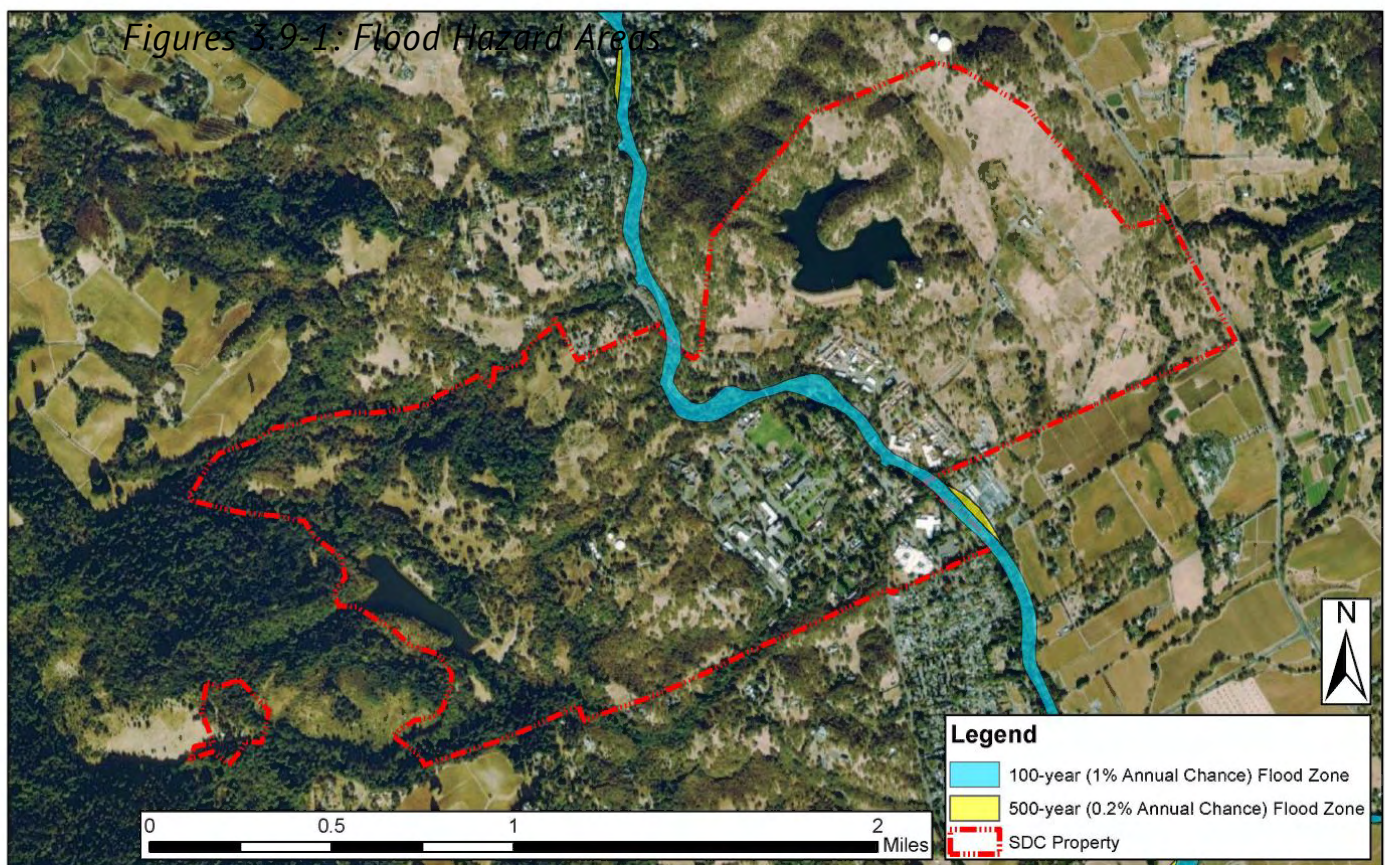 Figures 3.9-1: Flood Hazard Areas
N
Legend
100-year (1% Annual Chance) Flood Zone
500-year (0.2% Annual Chance) Flood Zone
SDC Property
0 0.5 1 2
Miles